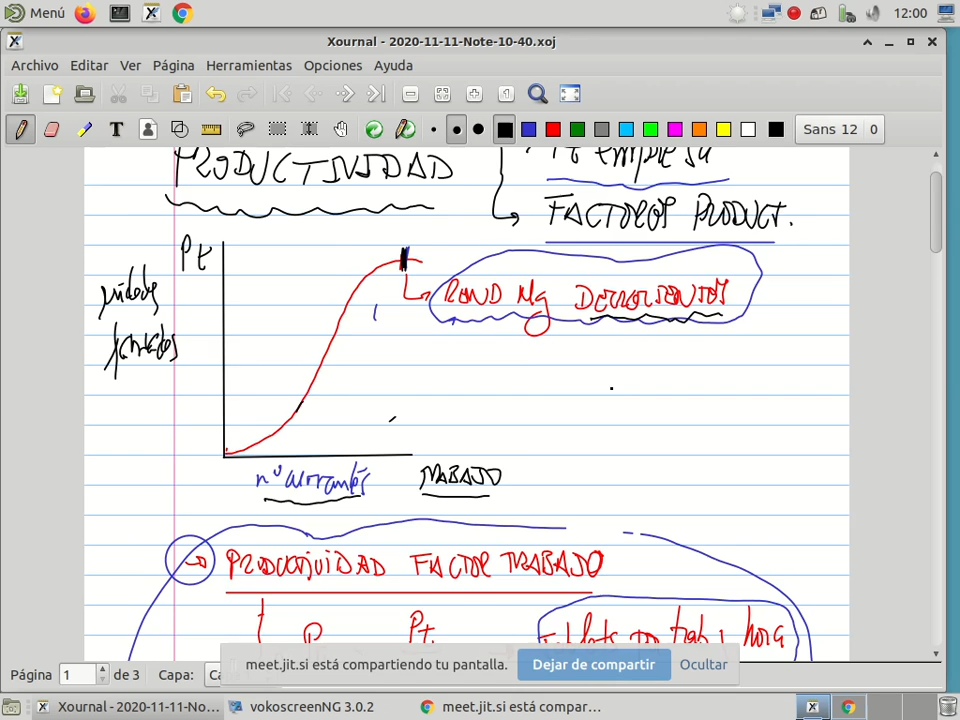 Menú
12:00
Xournal - 2020-11-11-Note-10-40.xoj
Archivo Editar Ver Página Herramientas Opciones Ayuda
Sans 12 0
PRODUCTIVIDAD
FACTORES PRODUCT.
Pt
REND Mg DECRECIENTES
TRABAJO
PRODUCTIVIDAD FACTOR TRABAJO
P Pt
hora
meet.jit.si está compartiendo tu pantalla. Dejar de compartir Ocultar
Página 1 de 3 Capa:
Xournal - 2020-11-11-No... vokoscreenNG 3.0.2 meet.jit.si está compar...